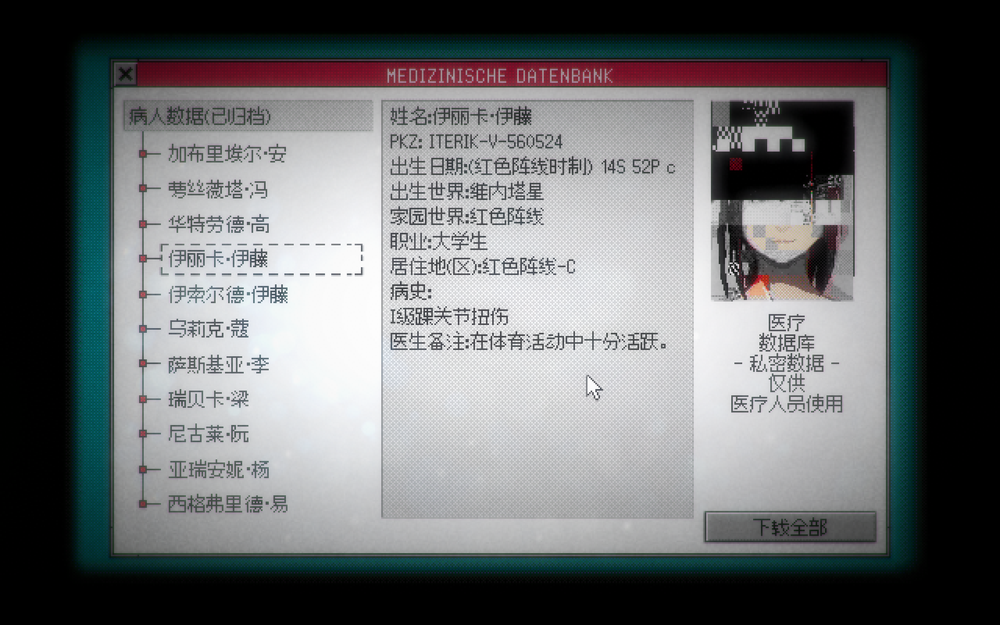 MEDIZINISCHE DATENBANK
病人数据(已归档)
加布里埃尔·安
蒂丝薇塔·冯
华特劳德·高
伊丽卡·伊藤
伊索尔德·伊藤
乌莉克·蔻
萨斯基亚·李
瑞贝卡·梁
尼古莱·阮
亚瑞安妮·杨
西格弗里德·易
姓名:伊丽卡·伊藤
PKZ: ITERIK-V-560524
出生日期:(红色阵线时制) 14S 52P c
出生世界:维内塔星
家园世界:红色阵线
职业:大学生
居住地(区):红色阵线-C
病史:
I级踝关节扭伤
医生备注:在体育活动中十分活跃。
医疗
数据库
- 私密数据 -
仅供
医疗人员使用
下载全部